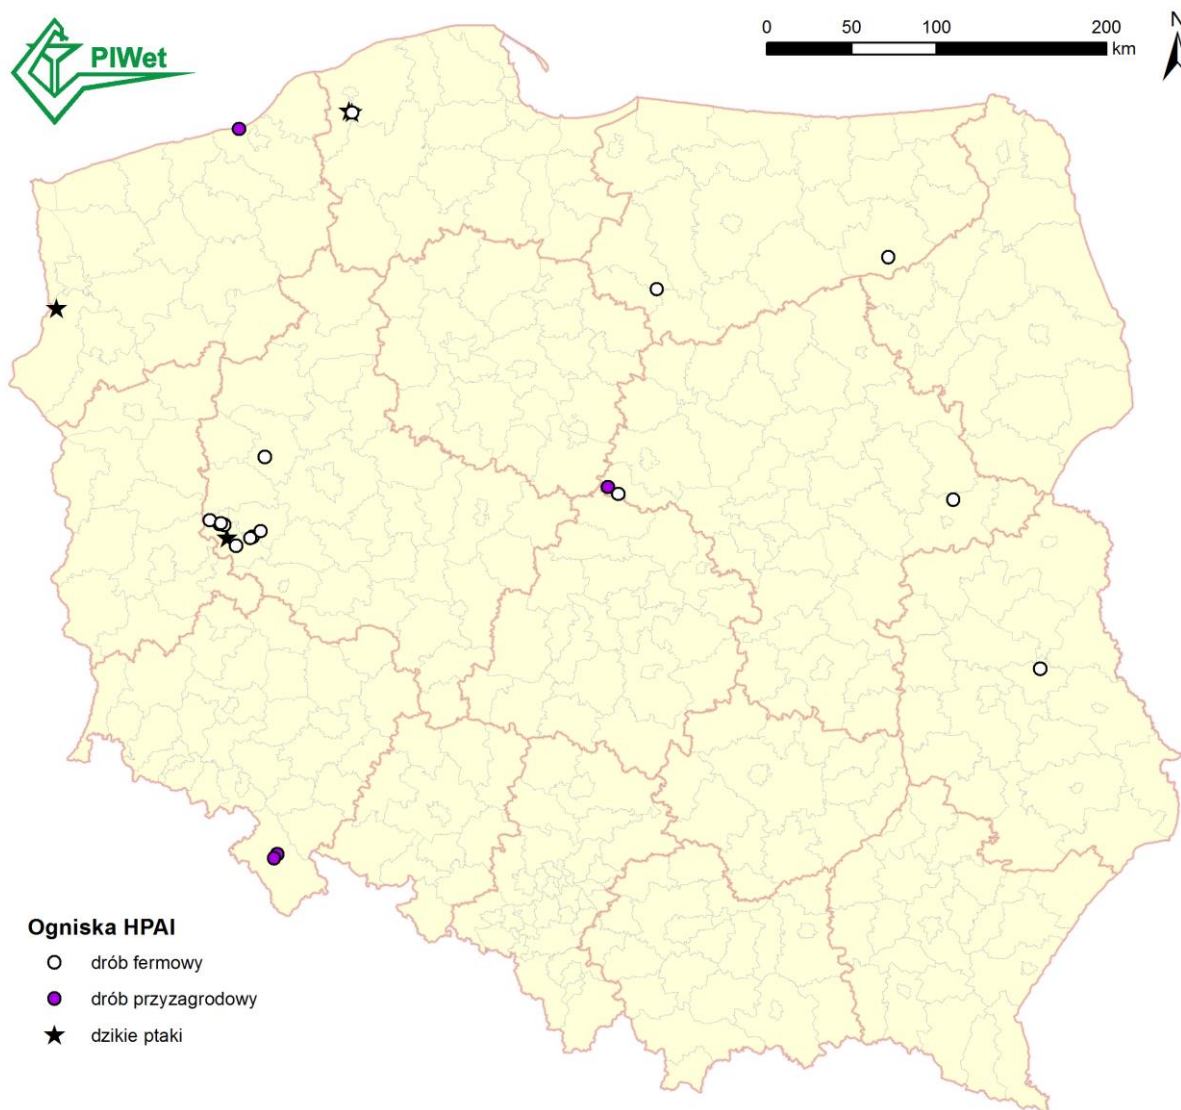 PIWet
0 50 100 200
km
N
Ogniska HPAI
drób fermowy
drób przyzagrodowy
dzikie ptaki